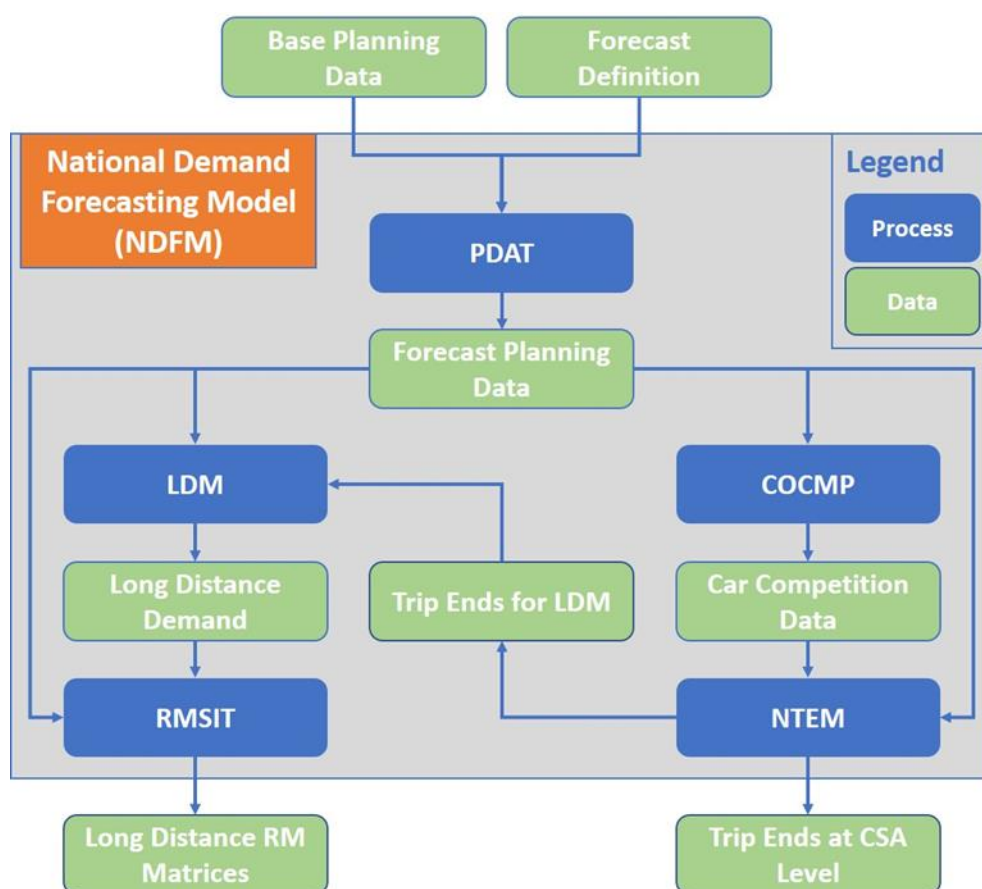 Base Planning
Data
Forecast
Definition
National Demand
Forecasting Model
(NDFM)
Legend
Process
Data
PDAT
Forecast Planning
Data
LDM
COCMP
Long Distance
Demand
Trip Ends for LDM
Car Competition
Data
RMSIT
NTEM
Long Distance RM
Matrices
Trip Ends at CSA
Level